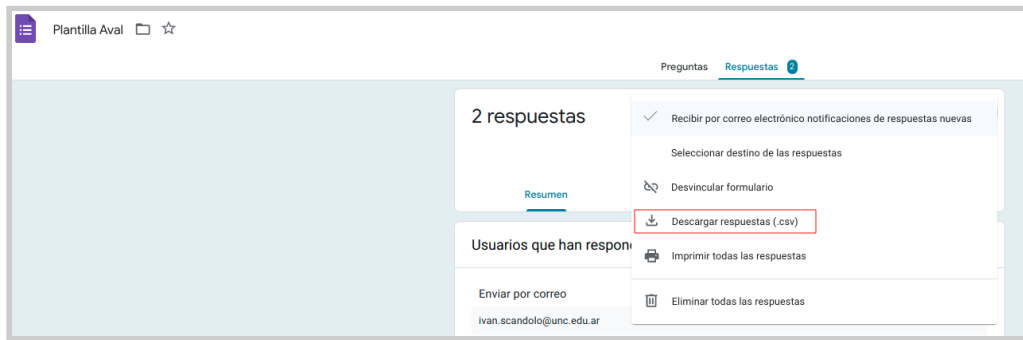 Plantilla Aval
Preguntas
Respuestas 2
2 respuestas
Recibir por correo electrónico notificaciones de respuestas nuevas
Seleccionar destino de las respuestas
Desvincular formulario
Resumen
Descargar respuestas (.csv)
Usuarios que han respon
Imprimir todas las respuestas
Enviar por correo
Eliminar todas las respuestas
ivan.scandolo@unc.edu.ar